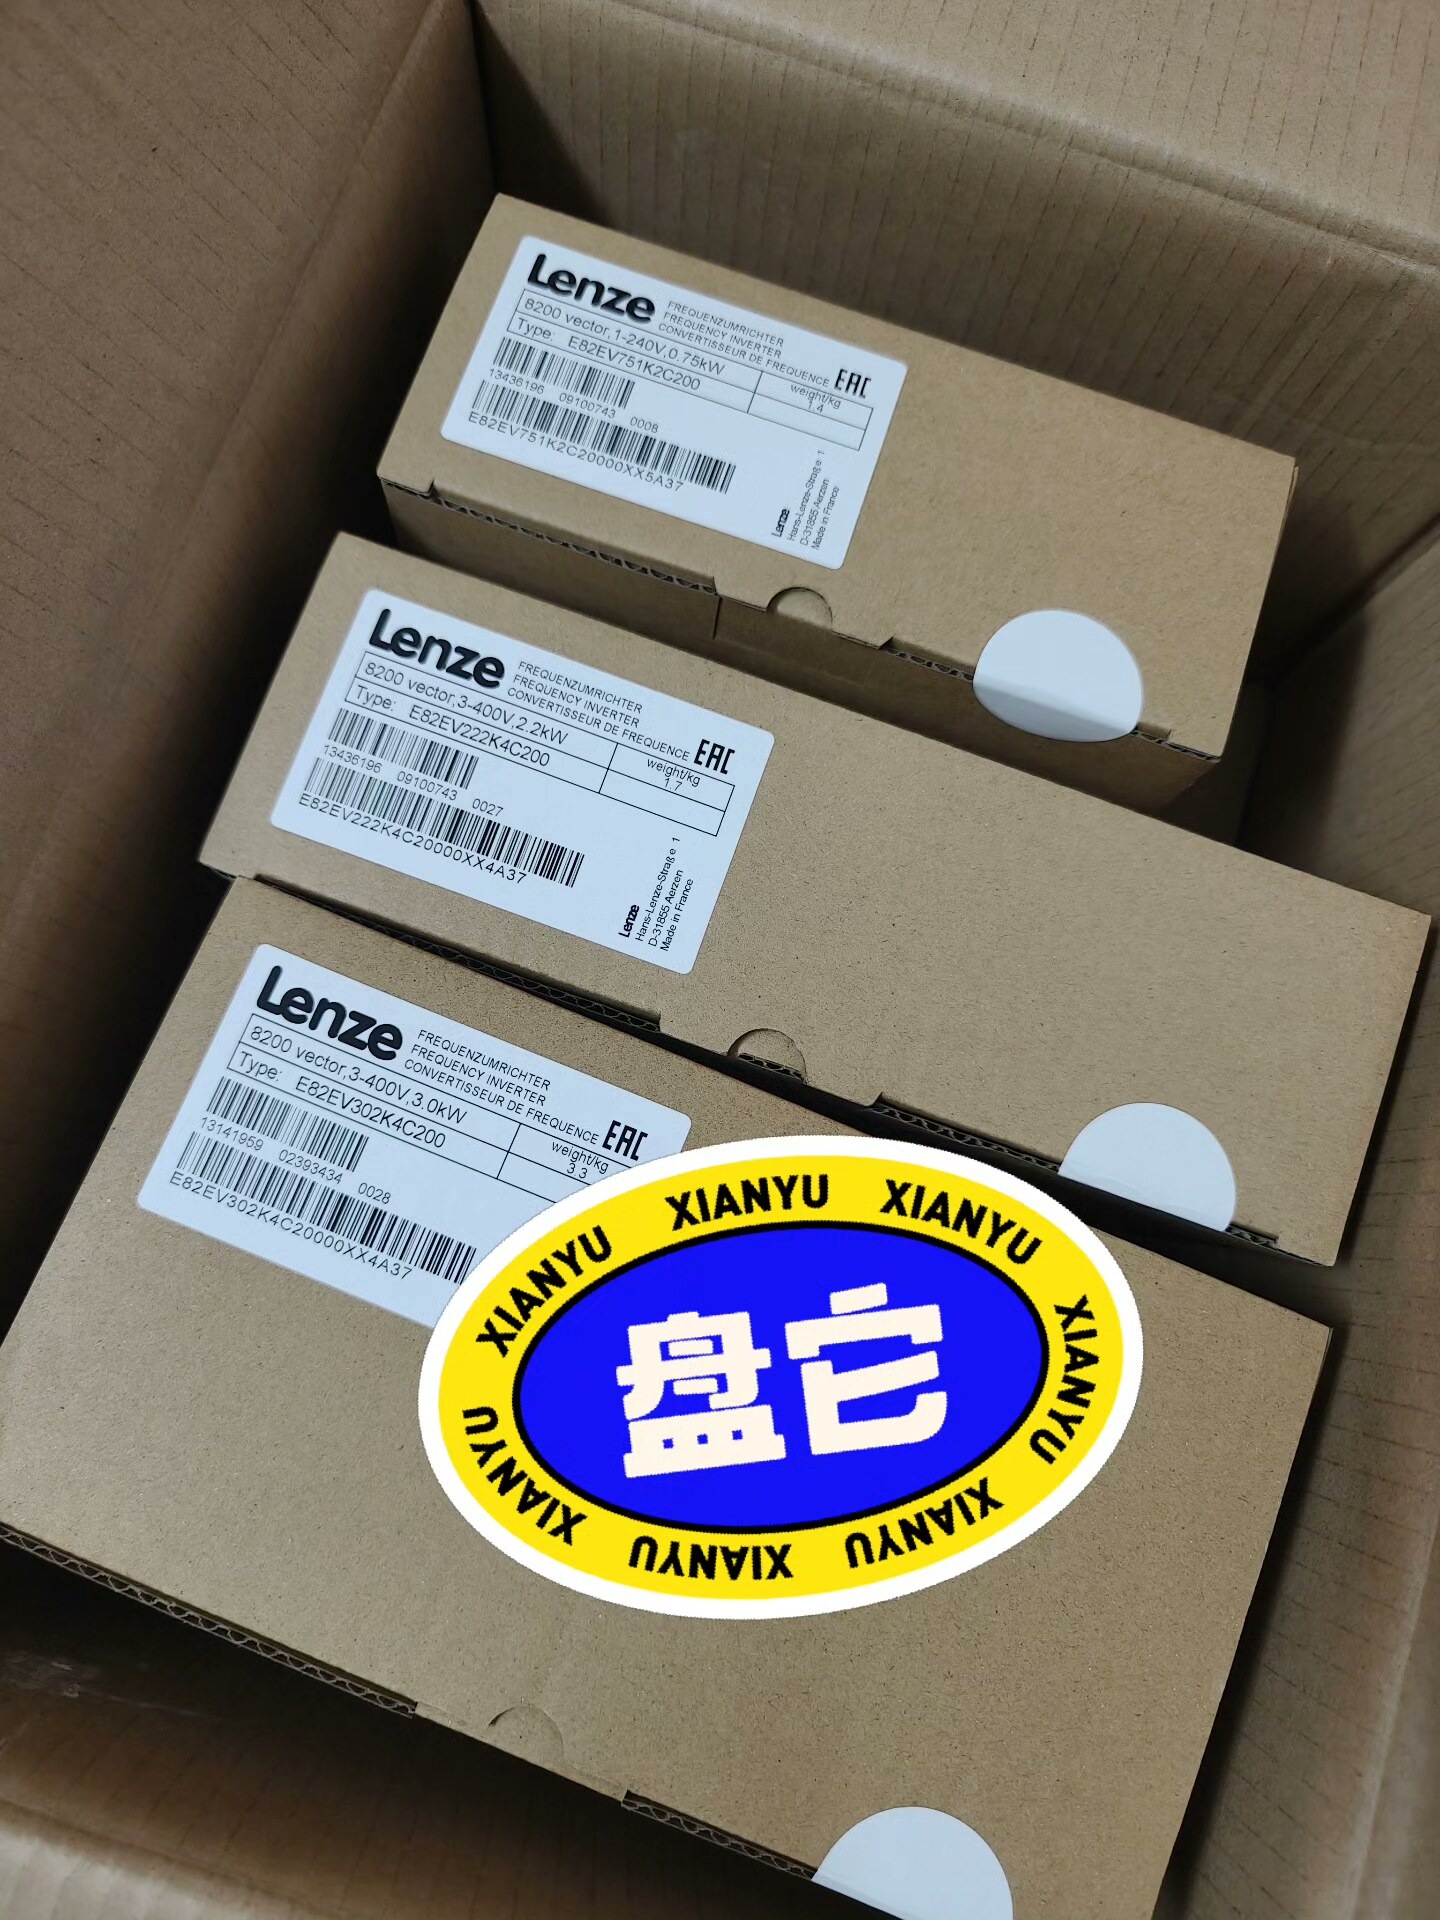 Lenze
FREQUENZUMRICHTER
FREQUENCY INVERTER
CONVERTISSEUR DE FREQUENCE
EAC
8200 vector,1~240V,0.75kW
Type: E82EV751K2C200
weight/kg
1.4
13436196 09100743 0008
E82EV751K2C20000XX5A37
Lenze
Hans-Lenze-Straße 1
D-31855 Aerzen
Made in France
Lenze
FREQUENZUMRICHTER
FREQUENCY INVERTER
CONVERTISSEUR DE FREQUENCE
EAC
8200 vector,3~400V,2.2kW
Type: E82EV222K4C200
weight/kg
1.7
13436196 09100743 0027
E82EV222K4C20000XX4A37
Lenze
Hans-Lenze-Straße 1
D-31855 Aerzen
Made in France
Lenze
FREQUENZUMRICHTER
FREQUENCY INVERTER
CONVERTISSEUR DE FREQUENCE
EAC
8200 vector,3~400V,3.0kW
Type: E82EV302K4C200
weight/kg
3.3
13141959 02393434 0028
E82EV302K4C20000XX4A37
XIANYU XIANYU XIANYU XIANYU XIANYU XIANYU XIANYU XIANYU
盘它